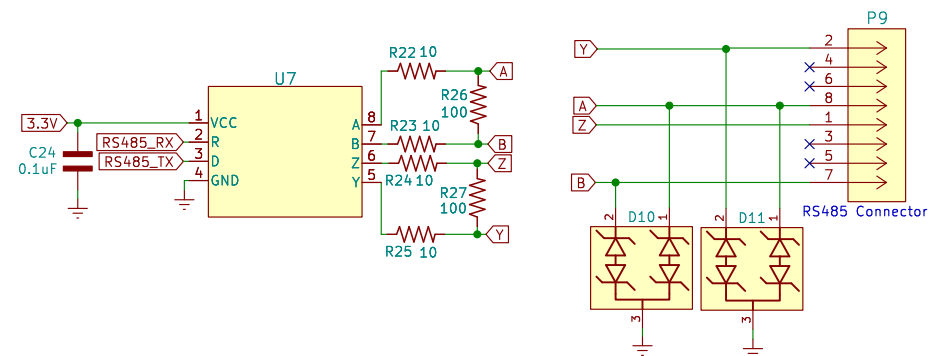 P9
R22 10
A
Y
2
U7
4
R26
100
6
A
8
3.3V
1
VCC
A
8
Z
1
RS485_RX
2
R
B
7
R23 10
B
3
C24
0.1uF
RS485_TX
3
D
Z
6
Z
5
4
GND
Y
5
R24 10
B
7
R27
100
RS485 Connector
2
D10
1
2
D11
1
Y
R25 10
3
3